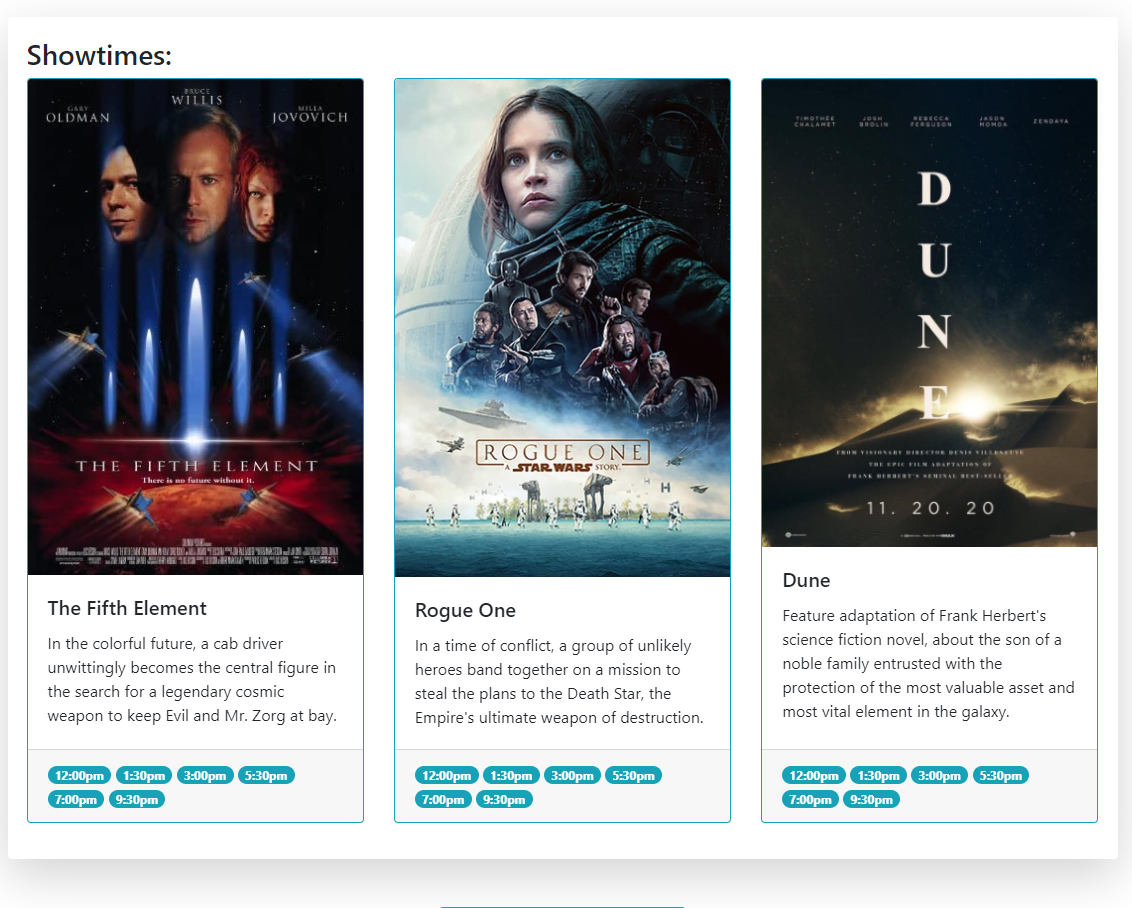 Showtimes:
GARY
OLDMAN
BRUCE
WILLIS
MILLA
JOVOVICH
THE FIFTH ELEMENT
There is no future without it.
The Fifth Element
In the colorful future, a cab driver
unwittingly becomes the central figure in
the search for a legendary cosmic
weapon to keep Evil and Mr. Zorg at bay.
12:00pm 1:30pm 3:00pm 5:30pm
7:00pm 9:30pm
ROGUE ONE
A STAR WARS STORY
Rogue One
In a time of conflict, a group of unlikely
heroes band together on a mission to
steal the plans to the Death Star, the
Empire's ultimate weapon of destruction.
12:00pm 1:30pm 3:00pm 5:30pm
7:00pm 9:30pm
TIMOTHÉE
CHALAMET
JOSH
BROLIN
REBECCA
FERGUSON
JASON
MOMOA
ZENDAYA
D
U
N
E
FROM VISIONARY DIRECTOR DENIS VILLENEUVE
THE EPIC FILM ADAPTATION OF
FRANK HERBERT'S SEMINAL BEST-SELLER
11. 20. 20
Dune
Feature adaptation of Frank Herbert's
science fiction novel, about the son of a
noble family entrusted with the
protection of the most valuable asset and
most vital element in the galaxy.
12:00pm 1:30pm 3:00pm 5:30pm
7:00pm 9:30pm